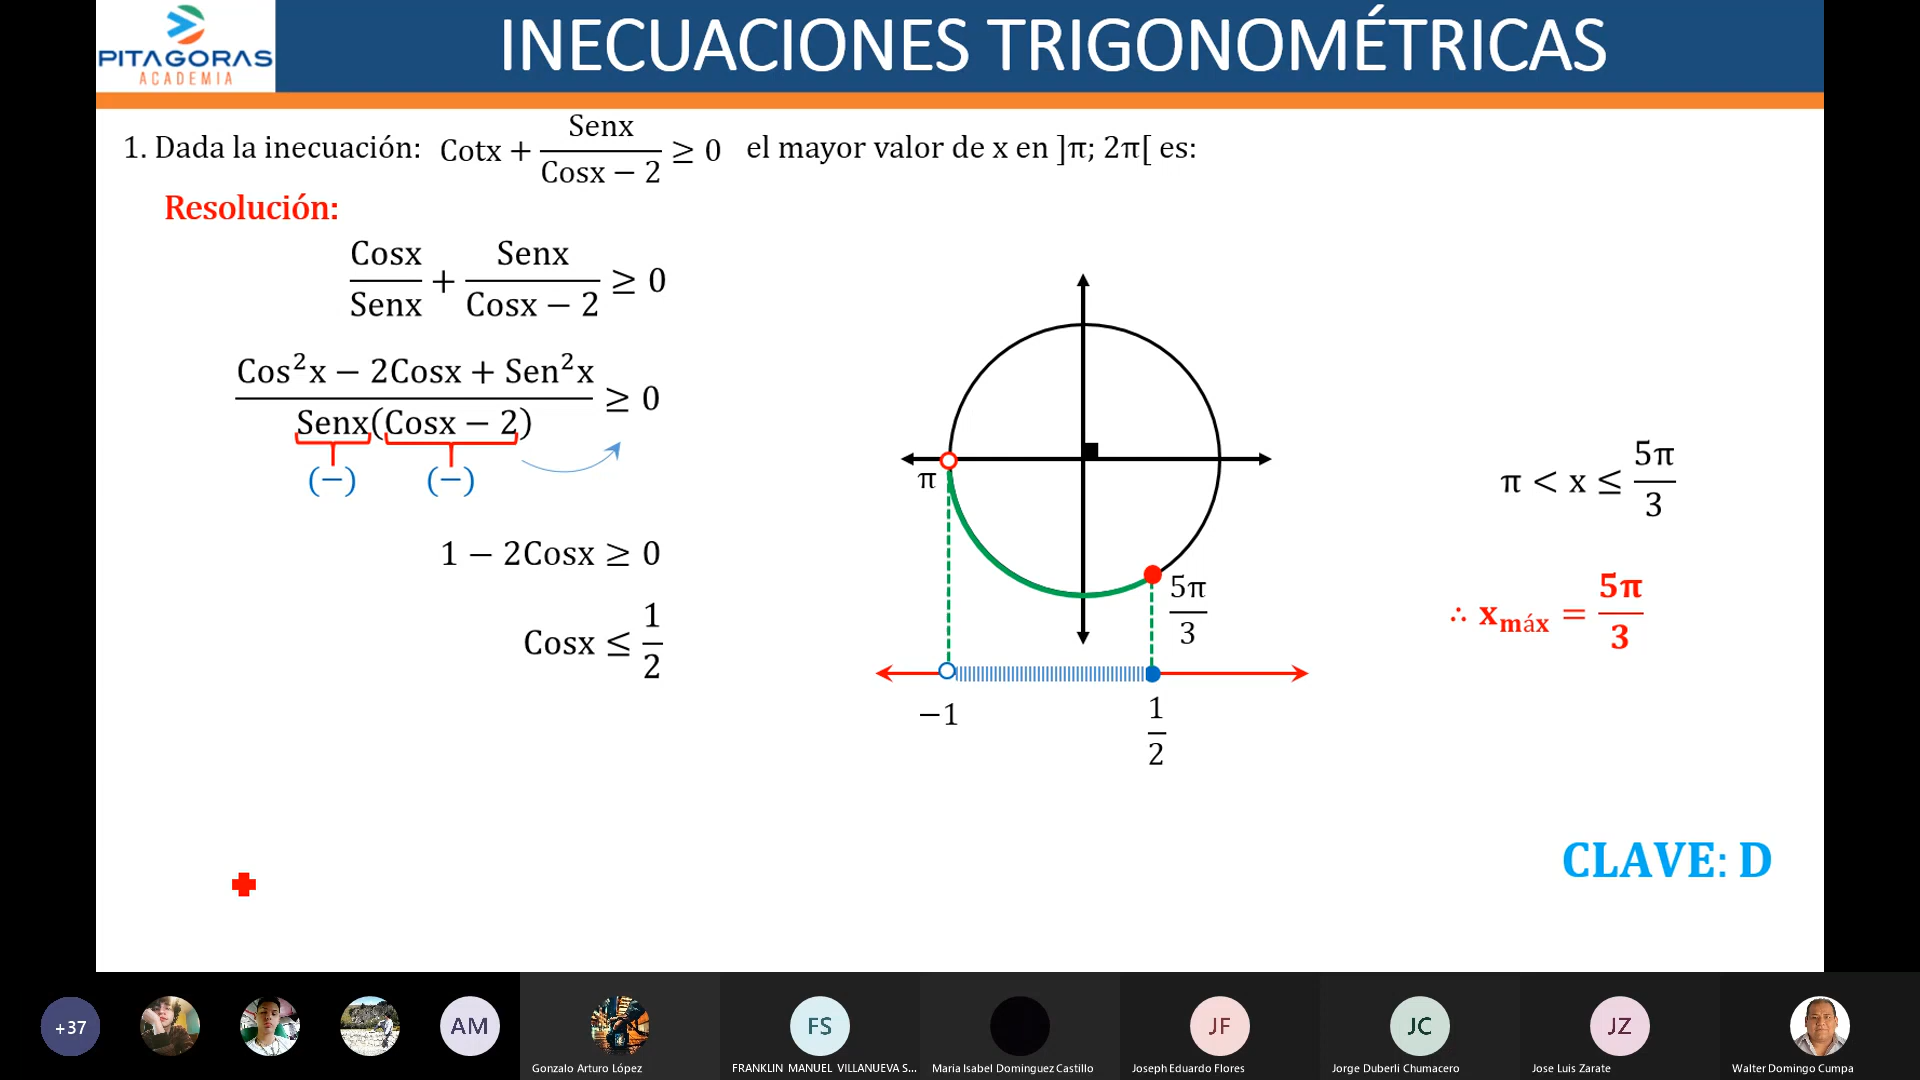 PITAGORAS
ACADEMIA
INECUACIONES TRIGONOMÉTRICAS
1. Dada la inecuación: Cotx + Senx/(Cosx − 2) ≥ 0 el mayor valor de x en ]π; 2π[ es:
Resolución:
Cosx/Senx + Senx/(Cosx − 2) ≥ 0
(Cos²x − 2Cosx + Sen²x)/(Senx(Cosx − 2)) ≥ 0
(−) (−)
1 − 2Cosx ≥ 0
Cosx ≤ 1/2
π
5π/3
−1
1/2
π < x ≤ 5π/3
∴ xmáx = 5π/3
CLAVE: D
+37
AM
Gonzalo Arturo López
FS
FRANKLIN MANUEL VILLANUEVA S...
Maria Isabel Dominguez Castillo
JF
Joseph Eduardo Flores
JC
Jorge Duberli Chumacero
JZ
Jose Luis Zarate
Walter Domingo Cumpa